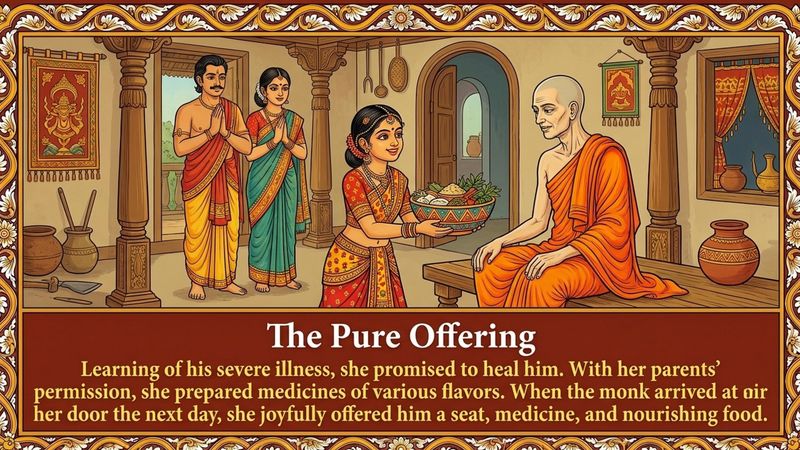 The Pure Offering
Learning of his severe illness, she promised to heal him. With her parents'
permission, she prepared medicines of various flavors. When the monk arrived at
her door the next day, she joyfully offered him a seat, medicine, and nourishing food.